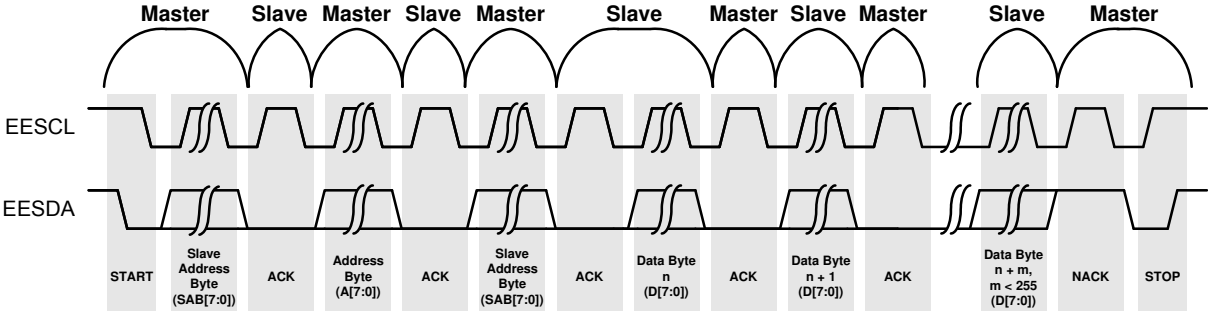 Master Slave Master Slave Master Slave Master Slave Master Slave Master
EESCL
EESDA
START
Slave
Address
Byte
(SAB[7:0])
ACK
Address
Byte
(A[7:0])
ACK
Slave
Address
Byte
(SAB[7:0])
ACK
Data Byte
n
(D[7:0])
ACK
Data Byte
n + 1
(D[7:0])
ACK
Data Byte
n + m,
m < 255
(D[7:0])
NACK
STOP